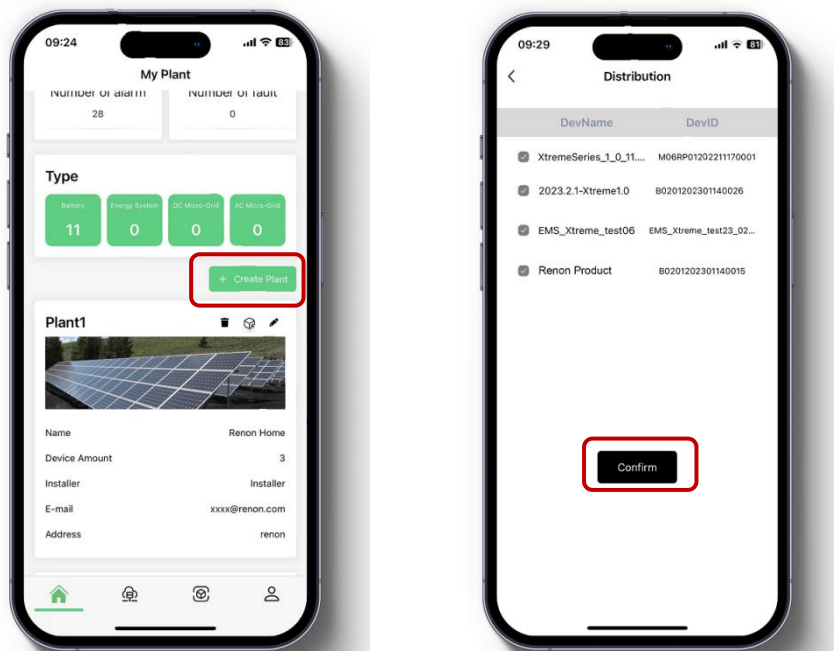 09:24
83
My Plant
Number of alarm
Number of fault
28
0
Type
Battery
Energy System
DC Micro-Grid
AC Micro-Grid
11
0
0
0
+ Create Plant
Plant1
Name
Renon Home
Device Amount
3
Installer
Installer
E-mail
xxxx@renon.com
Address
renon
09:29
81
Distribution
DevName
DevID
XtremeSeries_1_0_11....
M06RP01202211170001
2023.2.1-Xtreme1.0
B0201202301140026
EMS_Xtreme_test06
EMS_Xtreme_test23_02...
Renon Product
B0201202301140015
Confirm